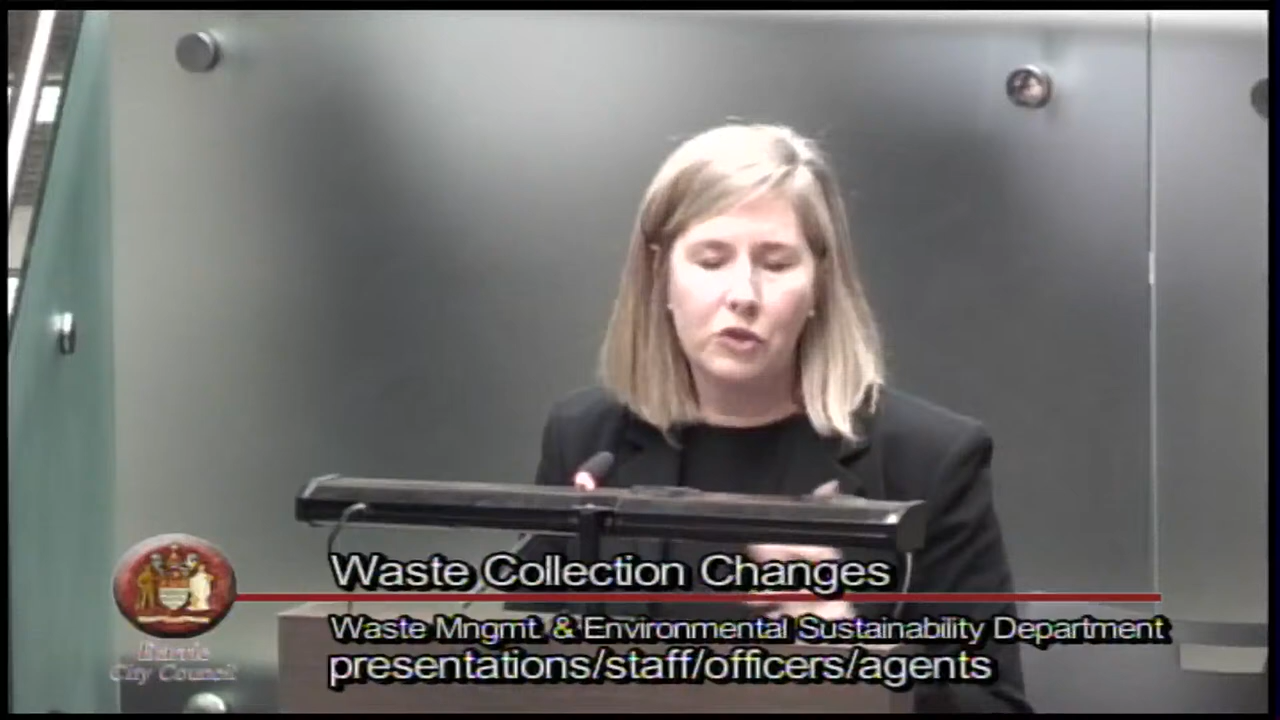 Waste Collection Changes
Waste Mngmt. & Environmental Sustainability Department
presentations/staff/officers/agents
Barrie
City Council